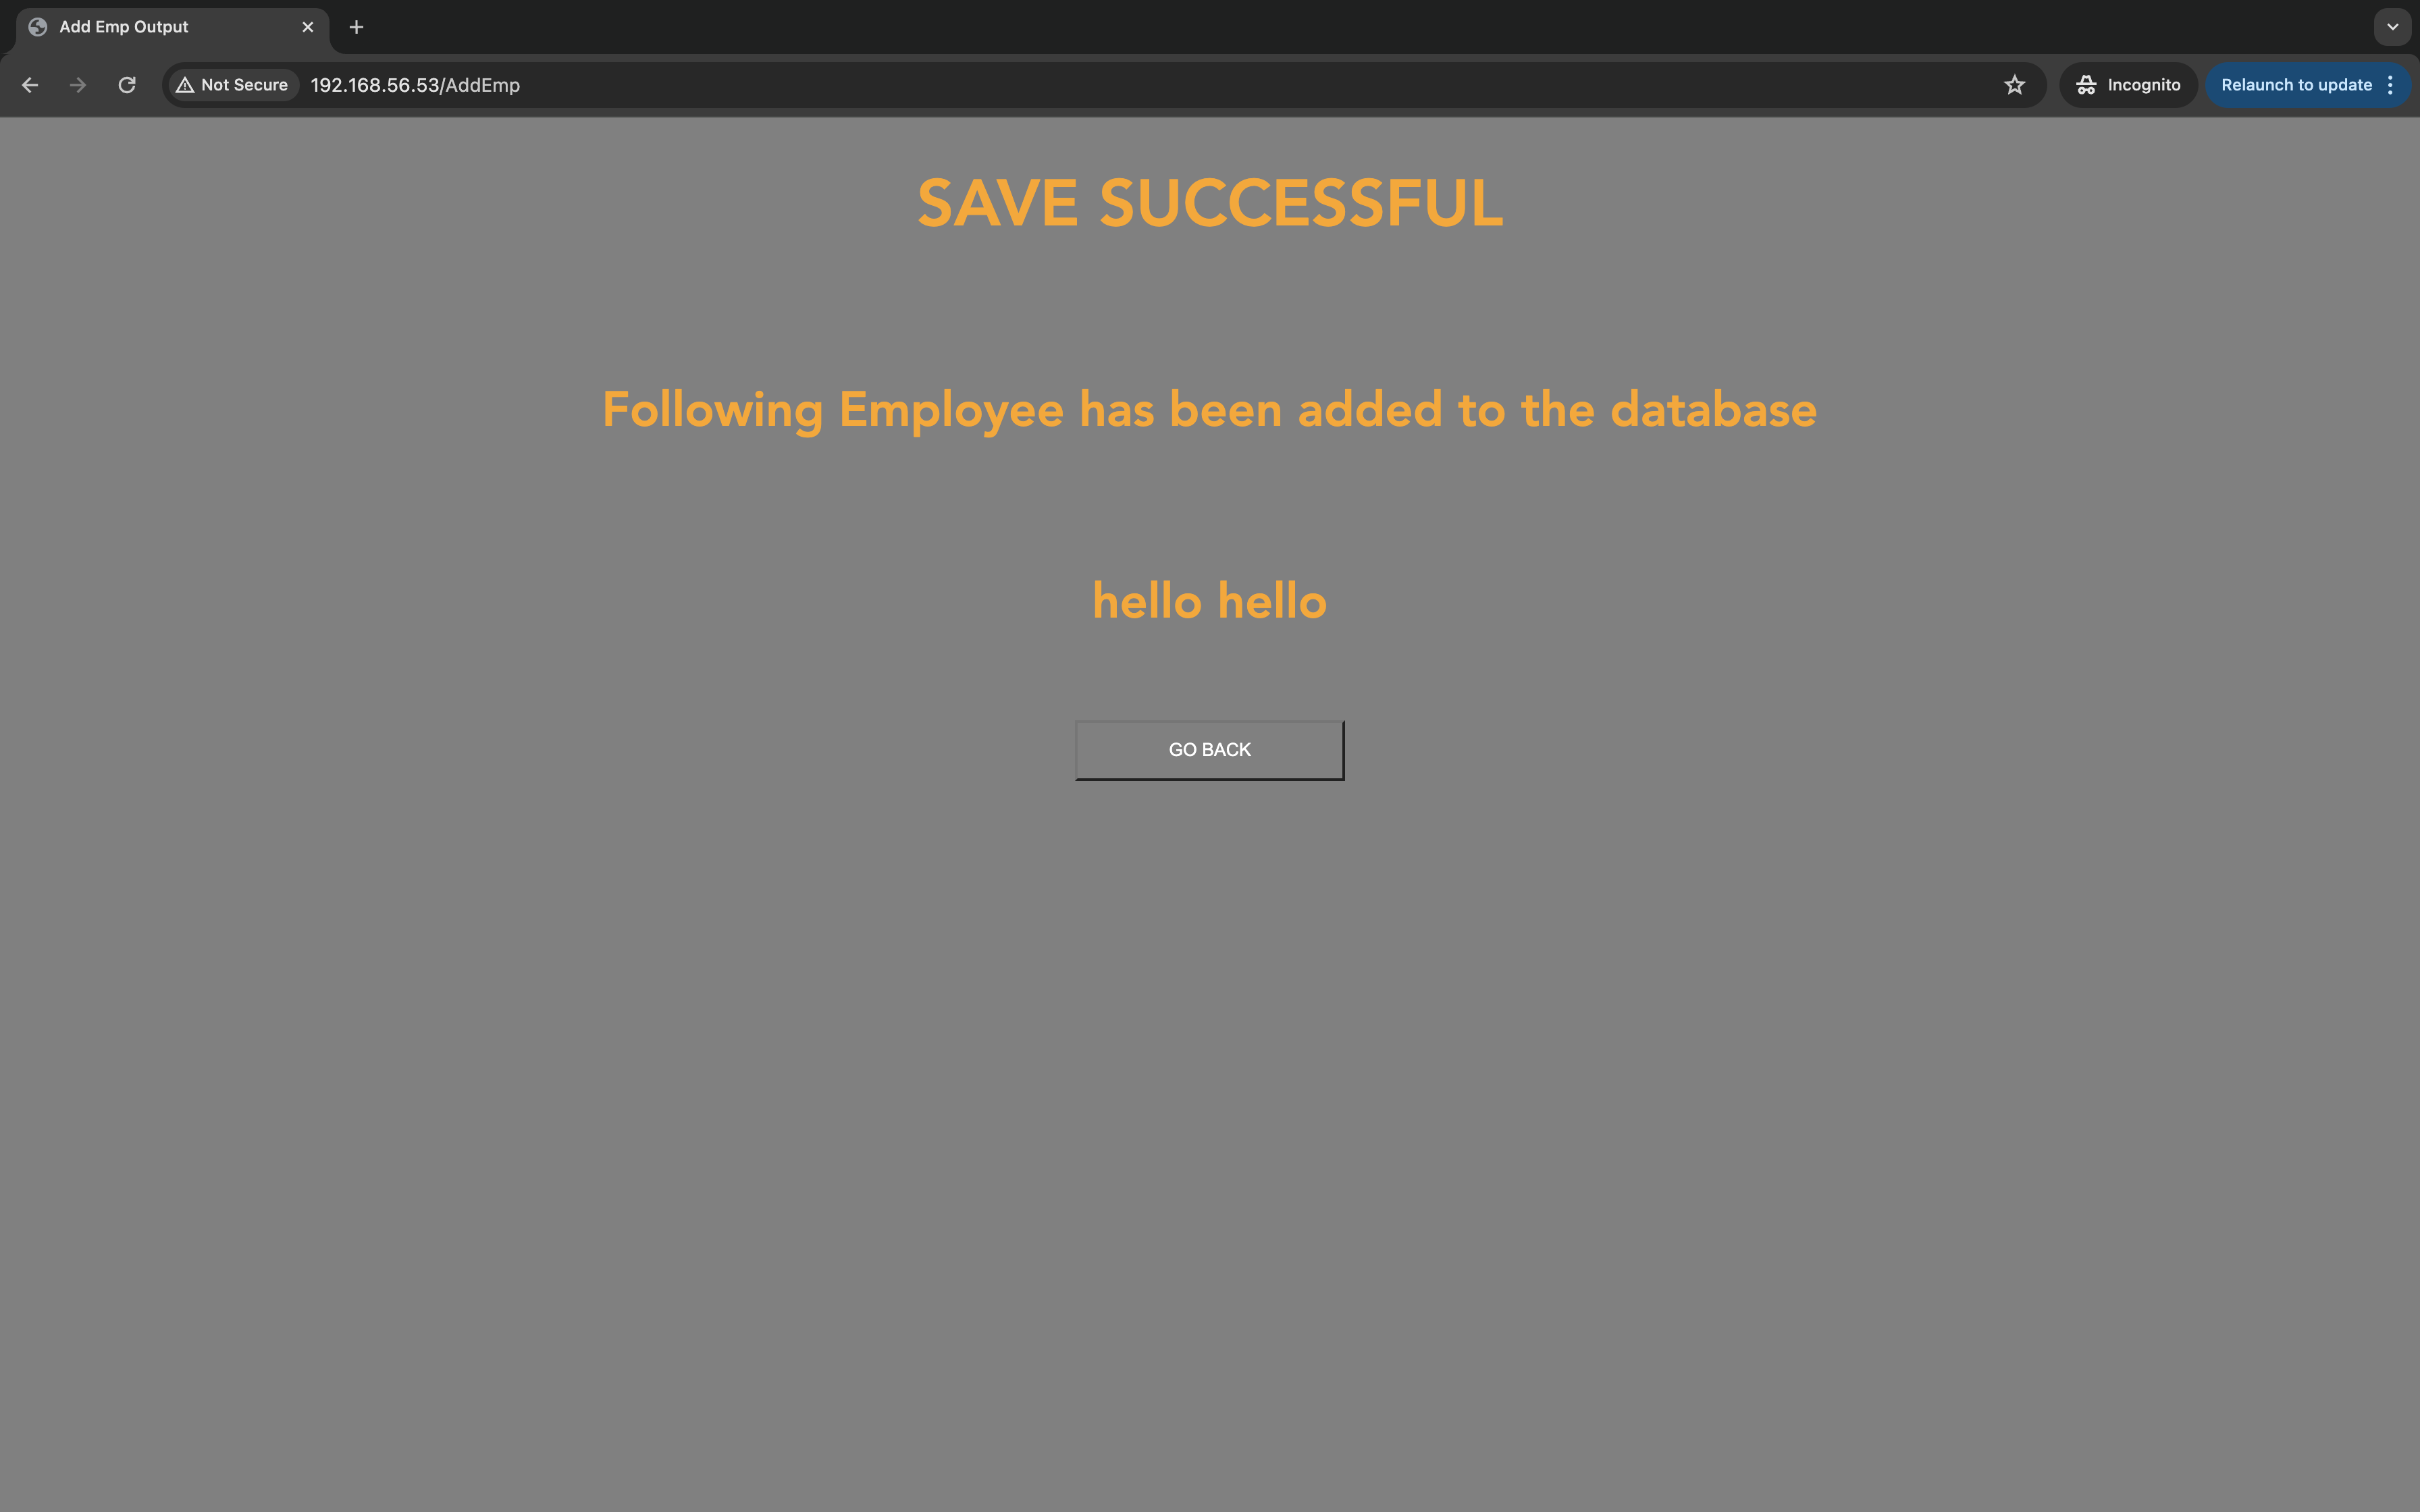 Add Emp Output
Not Secure 192.168.56.53/AddEmp Incognito Relaunch to update
SAVE SUCCESSFUL
Following Employee has been added to the database
hello hello
GO BACK